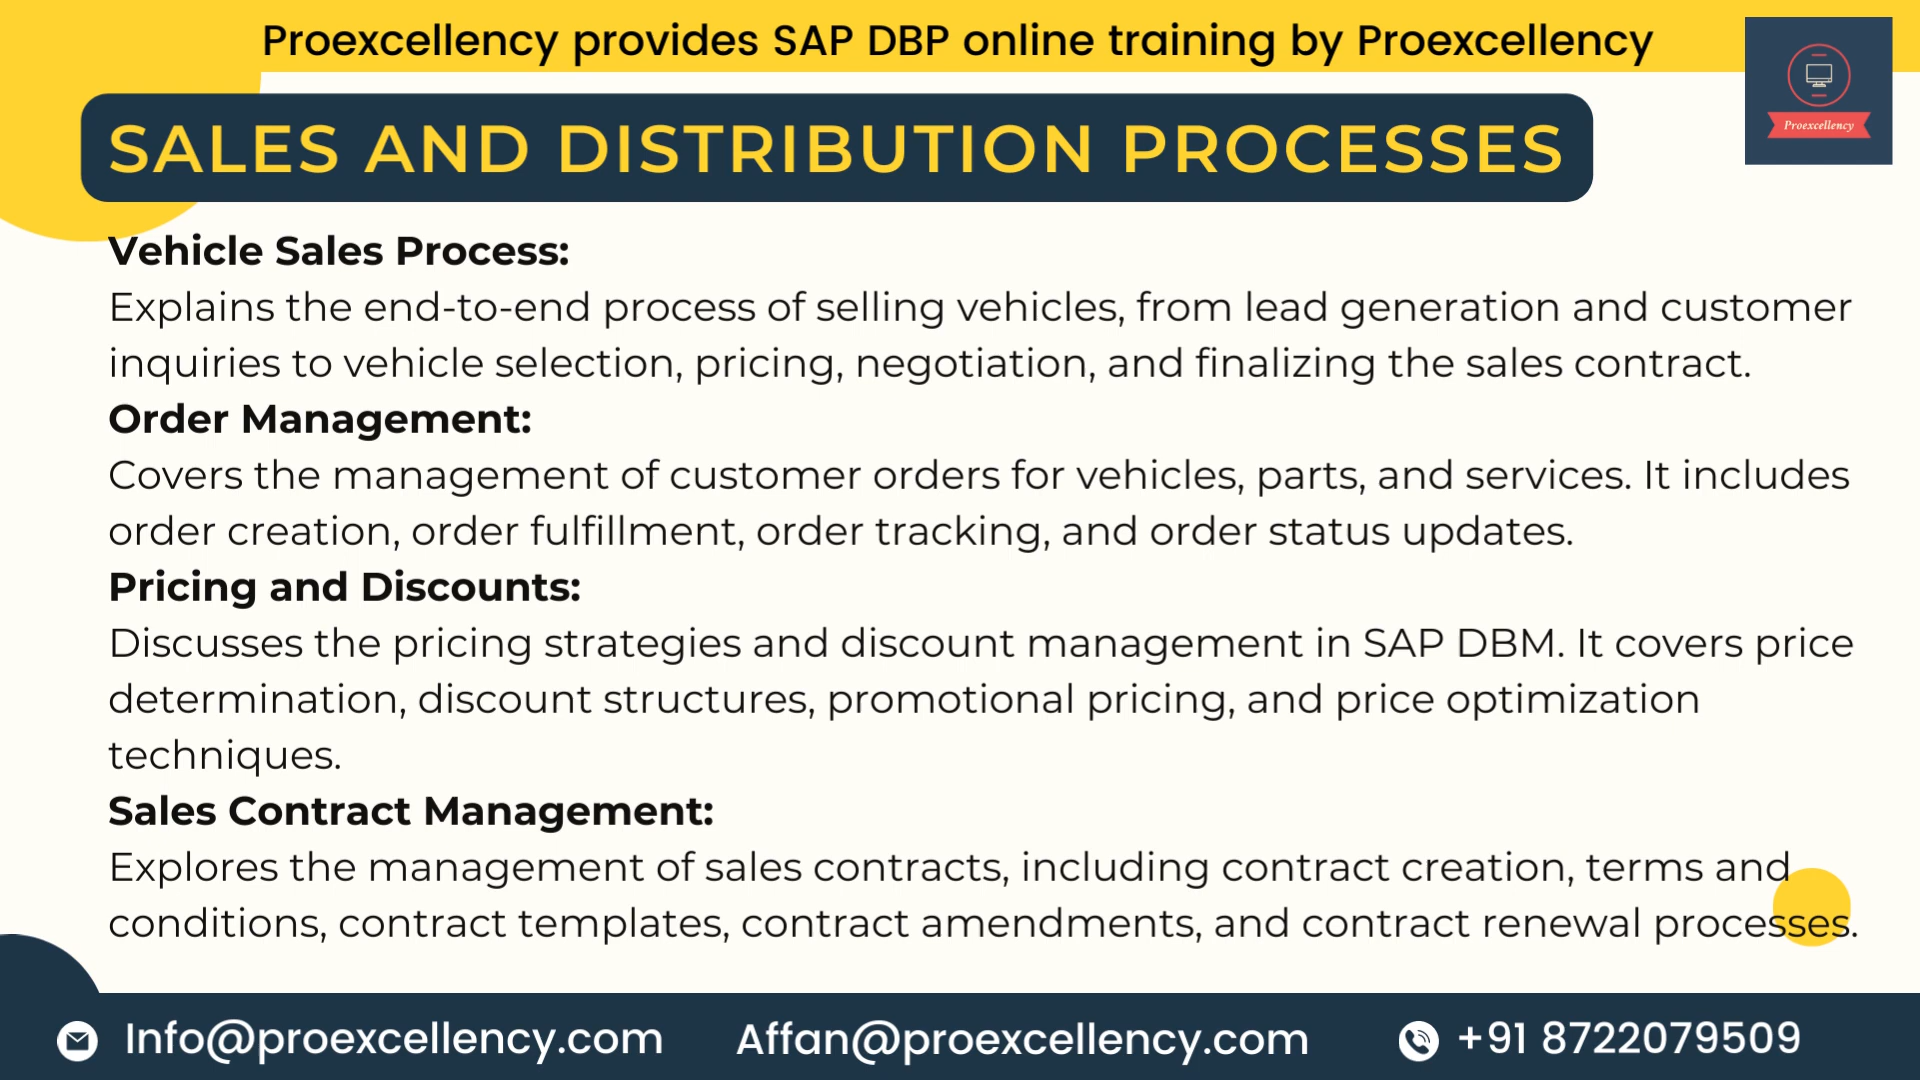 Proexcellency provides SAP DBP online training by Proexcellency
Proexcellency
SALES AND DISTRIBUTION PROCESSES
Vehicle Sales Process:
Explains the end-to-end process of selling vehicles, from lead generation and customer
inquiries to vehicle selection, pricing, negotiation, and finalizing the sales contract.
Order Management:
Covers the management of customer orders for vehicles, parts, and services. It includes
order creation, order fulfillment, order tracking, and order status updates.
Pricing and Discounts:
Discusses the pricing strategies and discount management in SAP DBM. It covers price
determination, discount structures, promotional pricing, and price optimization
techniques.
Sales Contract Management:
Explores the management of sales contracts, including contract creation, terms and
conditions, contract templates, contract amendments, and contract renewal processes.
Info@proexcellency.com Affan@proexcellency.com +91 8722079509